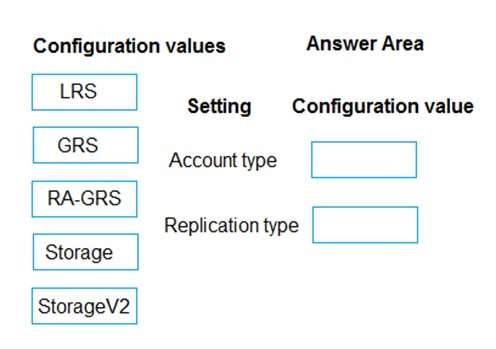 Configuration values
Answer Area
LRS
Setting
Configuration value
GRS
Account type
RA-GRS
Replication type
Storage
StorageV2